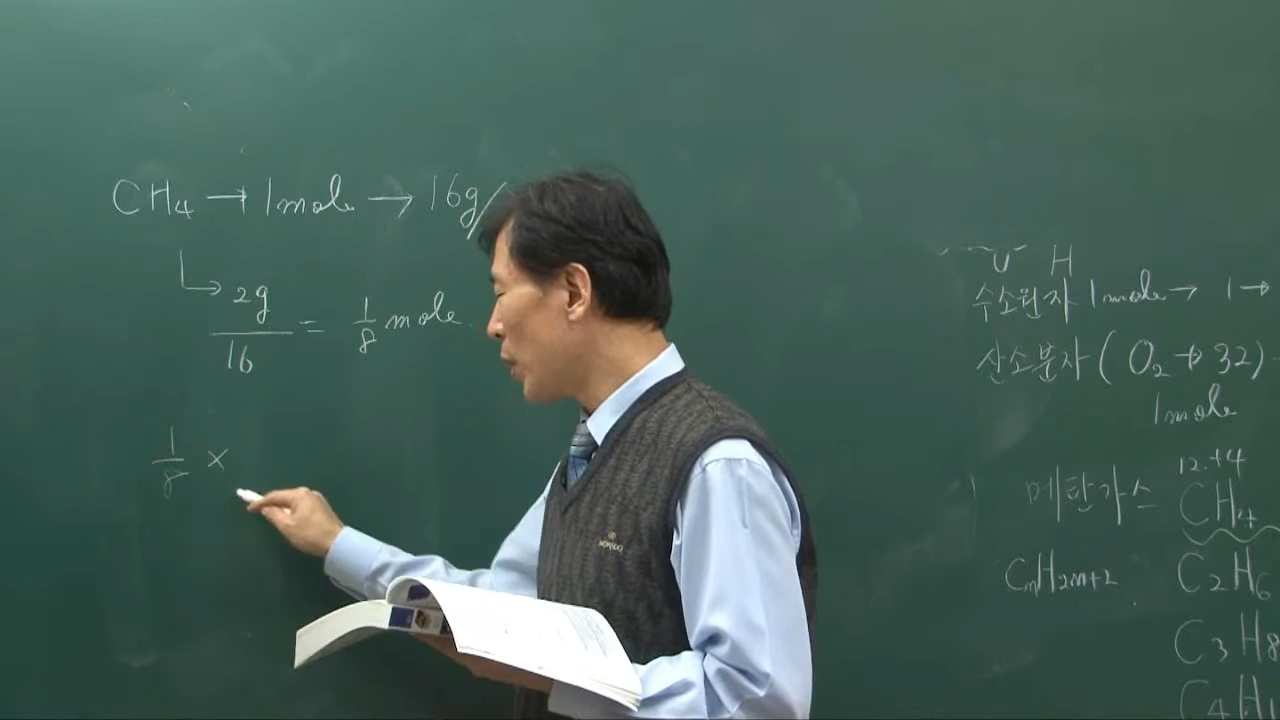 CH₄ → 1mole → 16g/
↳ 2g
16
= 1/8 mole
1/8 ×
H
수소원자 1mole → 1 →
산소분자 ( O₂ → 32)
1mole
12+4
메탄가스 CH₄
CnH2n+2 C₂H₆
C₃H₈
C₄H₁